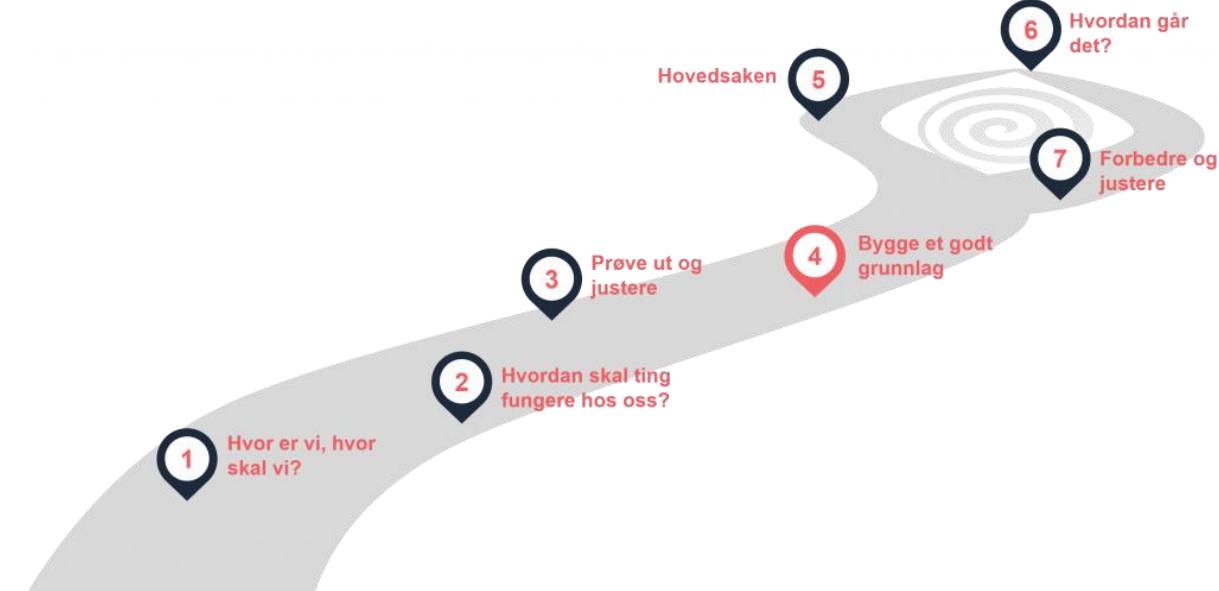 1
Hvor er vi, hvor
skal vi?
2
Hvordan skal ting
fungere hos oss?
3
Prøve ut og
justere
4
Bygge et godt
grunnlag
5
Hovedsaken
6
Hvordan går
det?
7
Forbedre og
justere